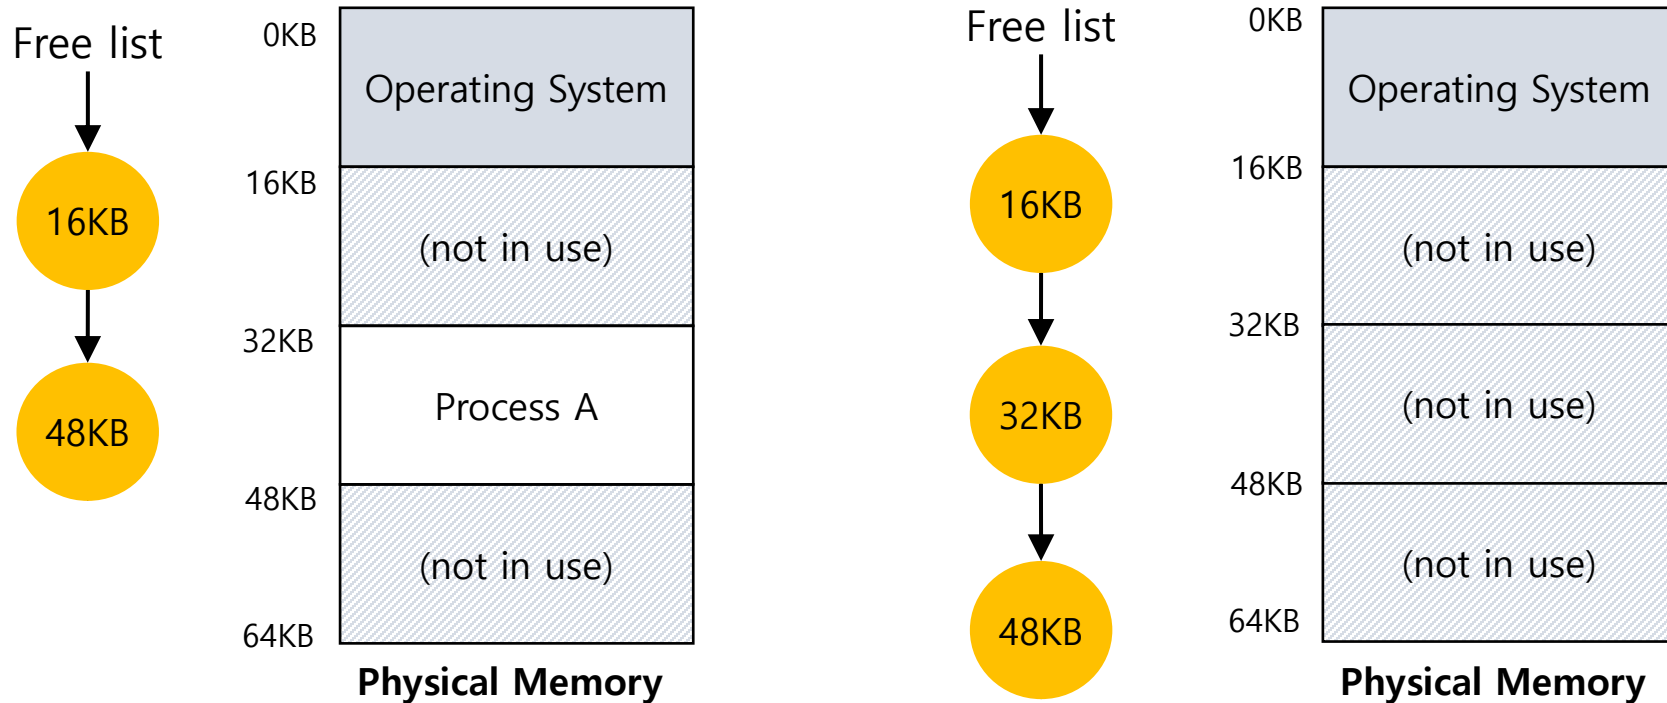 Free list
16KB
48KB
0KB
16KB
32KB
48KB
64KB
Operating System
(not in use)
Process A
(not in use)
Physical Memory
Free list
16KB
32KB
48KB
0KB
16KB
32KB
48KB
64KB
Operating System
(not in use)
(not in use)
(not in use)
Physical Memory